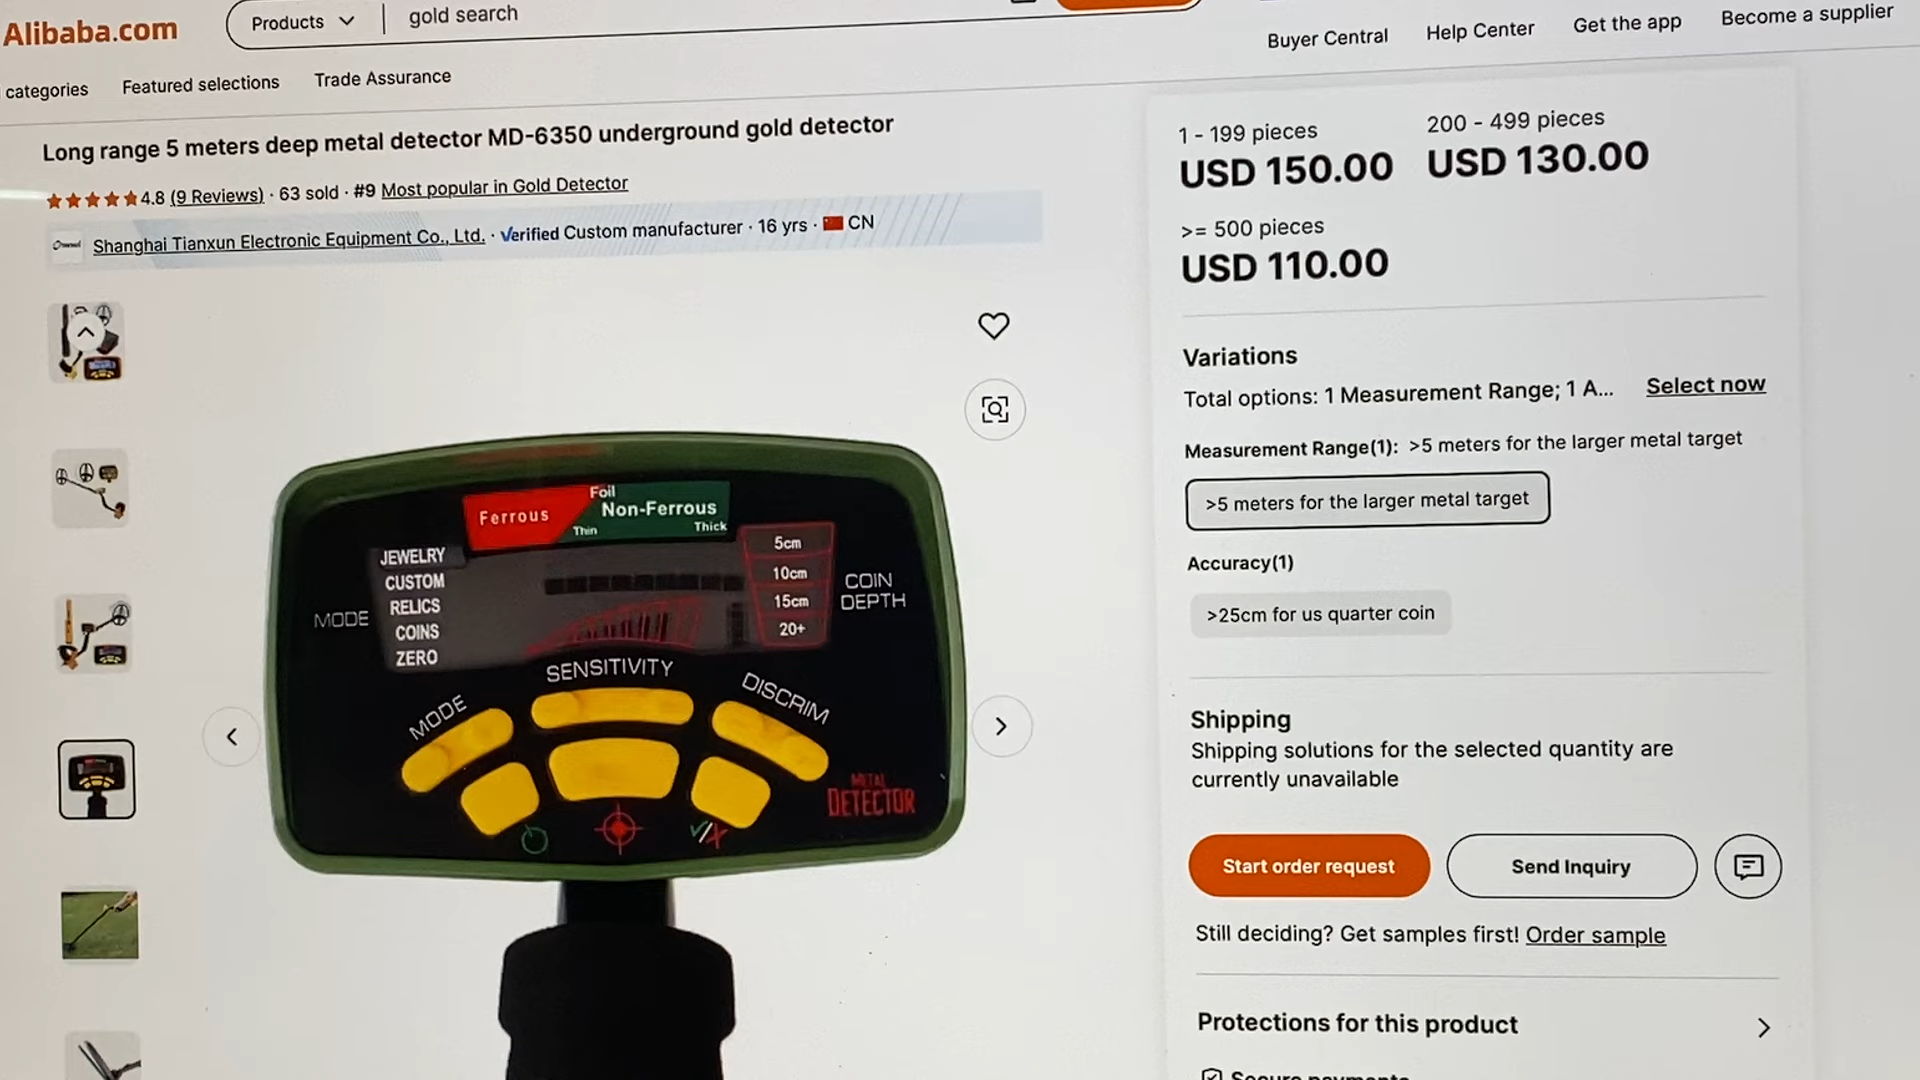 Alibaba.com
Products
gold search
Buyer Central
Help Center
Get the app
Become a supplier
categories
Featured selections
Trade Assurance
Long range 5 meters deep metal detector MD-6350 underground gold detector
4.8 (9 Reviews) · 63 sold · #9 Most popular in Gold Detector
Shanghai Tianxun Electronic Equipment Co., Ltd. · Verified Custom manufacturer · 16 yrs · CN
Ferrous
Foil
Non-Ferrous
Thin
Thick
MODE
JEWELRY
CUSTOM
RELICS
COINS
ZERO
5cm
10cm
15cm
20+
COIN
DEPTH
MODE
SENSITIVITY
DISCRIM
METAL
DETECTOR
1 - 199 pieces
USD 150.00
200 - 499 pieces
USD 130.00
>= 500 pieces
USD 110.00
Variations
Total options: 1 Measurement Range; 1 A...
Select now
Measurement Range(1): >5 meters for the larger metal target
>5 meters for the larger metal target
Accuracy(1)
>25cm for us quarter coin
Shipping
Shipping solutions for the selected quantity are
currently unavailable
Start order request
Send Inquiry
Still deciding? Get samples first! Order sample
Protections for this product
Secure payments